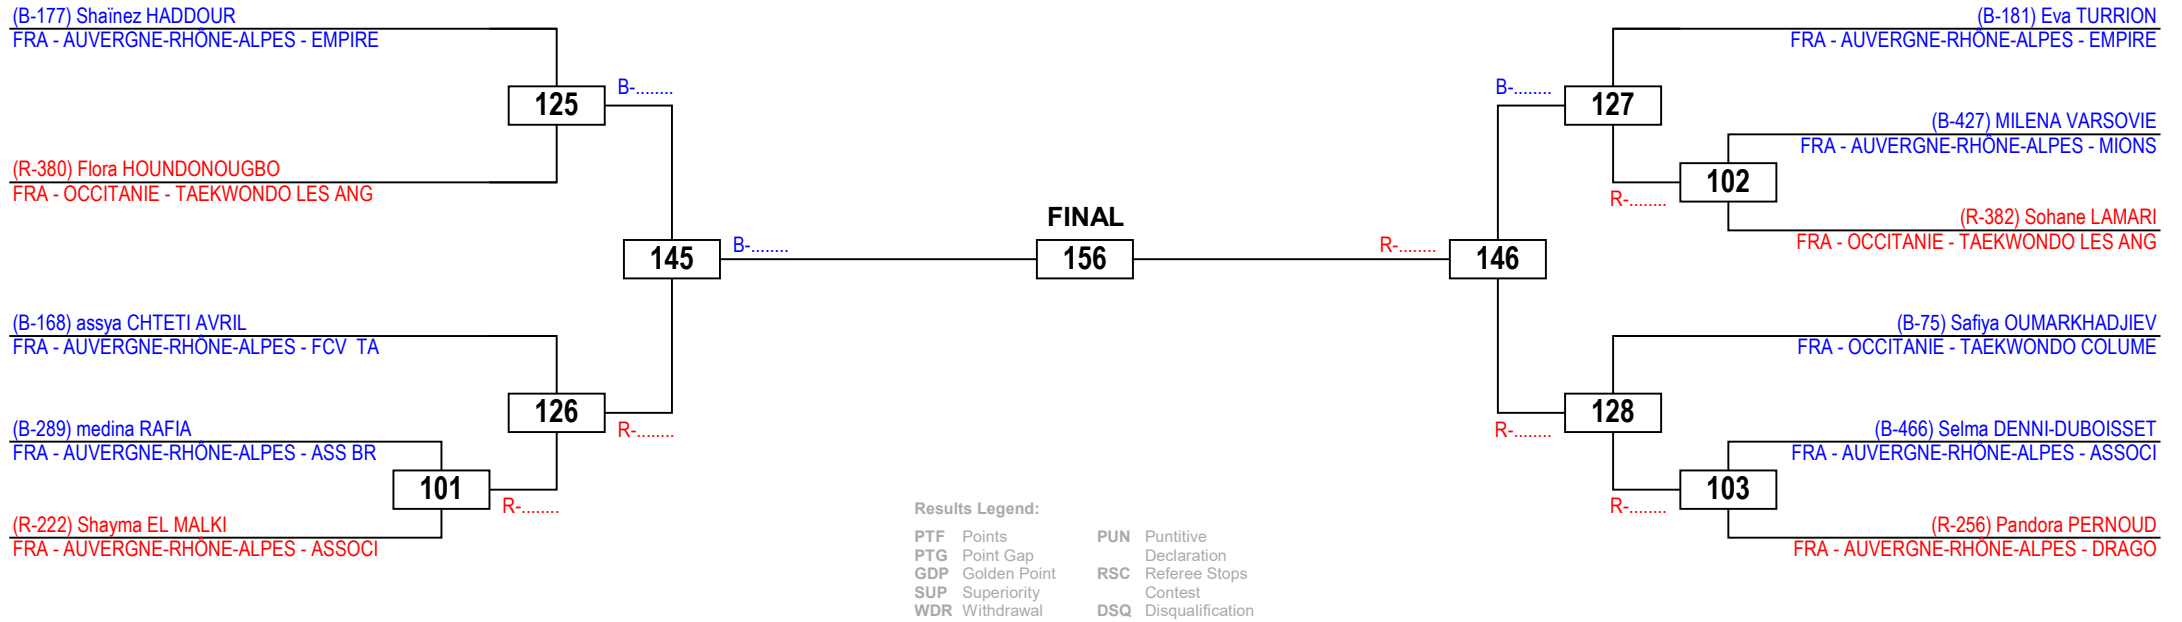 (B-177) Shaïnez HADDOUR
FRA - AUVERGNE-RHÔNE-ALPES - EMPIRE
125
B-........
(R-380) Flora HOUNDONOUGBO
FRA - OCCITANIE - TAEKWONDO LES ANG
145
B-........
(B-168) assya CHTETI AVRIL
FRA - AUVERGNE-RHÔNE-ALPES - FCV  TA
126
R-........
(B-289) medina RAFIA
FRA - AUVERGNE-RHÔNE-ALPES - ASS BR
101
R-........
(R-222) Shayma EL MALKI
FRA - AUVERGNE-RHÔNE-ALPES - ASSOCI
FINAL
156
(B-181) Eva TURRION
FRA - AUVERGNE-RHÔNE-ALPES - EMPIRE
B-........
127
(B-427) MILENA VARSOVIE
FRA - AUVERGNE-RHÔNE-ALPES - MIONS
102
R-........
(R-382) Sohane LAMARI
FRA - OCCITANIE - TAEKWONDO LES ANG
R-........
146
(B-75) Safiya OUMARKHADJIEV
FRA - OCCITANIE - TAEKWONDO COLUME
128
R-........
(B-466) Selma DENNI-DUBOISSET
FRA - AUVERGNE-RHÔNE-ALPES - ASSOCI
103
R-........
(R-256) Pandora PERNOUD
FRA - AUVERGNE-RHÔNE-ALPES - DRAGO
Results Legend:
PTF Points
PTG Point Gap
GDP Golden Point
SUP Superiority
WDR Withdrawal
PUN Puntitive
Declaration
RSC Referee Stops
Contest
DSQ Disqualification